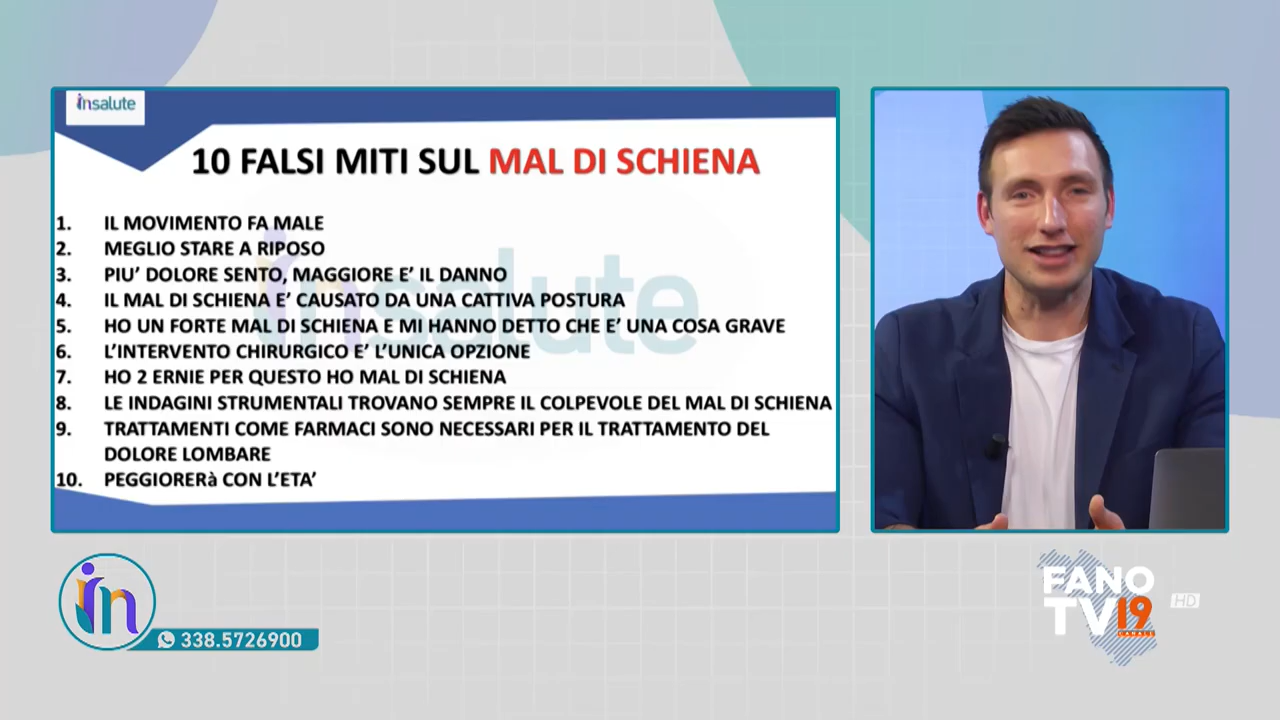 insalute
10 FALSI MITI SUL MAL DI SCHIENA
insalute
1. IL MOVIMENTO FA MALE
2. MEGLIO STARE A RIPOSO
3. PIU' DOLORE SENTO, MAGGIORE E' IL DANNO
4. IL MAL DI SCHIENA E' CAUSATO DA UNA CATTIVA POSTURA
5. HO UN FORTE MAL DI SCHIENA E MI HANNO DETTO CHE E' UNA COSA GRAVE
6. L'INTERVENTO CHIRURGICO E' L'UNICA OPZIONE
7. HO 2 ERNIE PER QUESTO HO MAL DI SCHIENA
8. LE INDAGINI STRUMENTALI TROVANO SEMPRE IL COLPEVOLE DEL MAL DI SCHIENA
9. TRATTAMENTI COME FARMACI SONO NECESSARI PER IL TRATTAMENTO DEL
DOLORE LOMBARE
10. PEGGIORERà CON L'ETA'
in
338.5726900
FANO
TV19
CANALE
HD